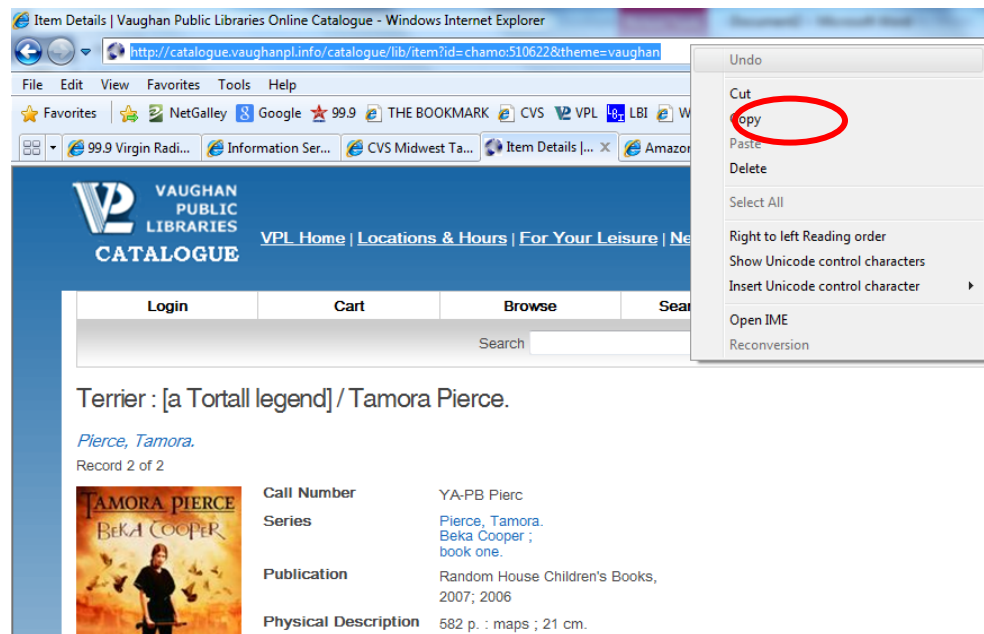 Item Details | Vaughan Public Libraries Online Catalogue - Windows Internet Explorer
http://catalogue.vaughanpl.info/catalogue/lib/item?id=chamo:510622&theme=vaughan
File Edit View Favorites Tools Help
Favorites NetGalley Google 99.9 THE BOOKMARK CVS VPL LBI W
99.9 Virgin Radi... Information Ser... CVS Midwest Ta... Item Details |... X Amazon
Undo
Cut
Copy
Paste
Delete
Select All
Right to left Reading order
Show Unicode control characters
Insert Unicode control character
Open IME
Reconversion
VAUGHAN
PUBLIC
LIBRARIES
CATALOGUE
VPL Home | Locations & Hours | For Your Leisure | Ne
Login Cart Browse Sear
Search
Terrier : [a Tortall legend] / Tamora Pierce.
Pierce, Tamora.
Record 2 of 2
TAMORA PIERCE
BEKA COOPER
Call Number YA-PB Pierc
Series Pierce, Tamora.
Beka Cooper ;
book one.
Publication Random House Children's Books,
2007; 2006
Physical Description 582 p. : maps ; 21 cm.